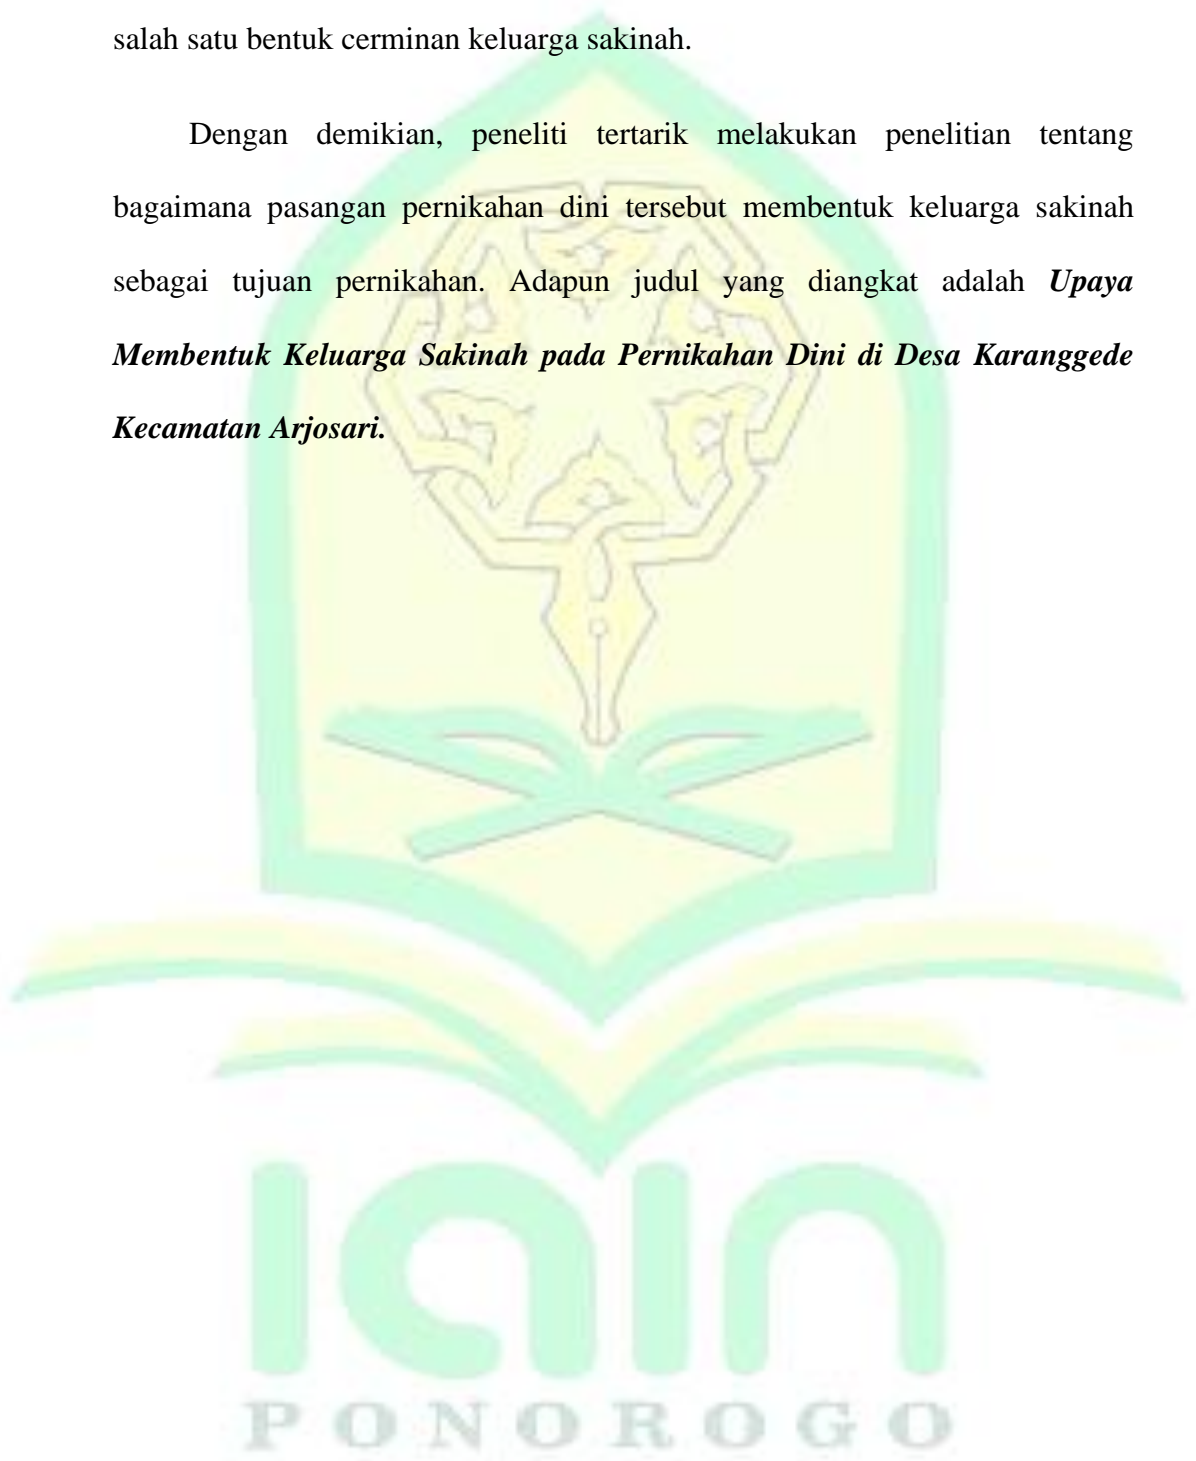 salah satu bentuk cerminan keluarga sakinah.
Dengan demikian, peneliti tertarik melakukan penelitian tentang
bagaimana pasangan pernikahan dini tersebut membentuk keluarga sakinah
sebagai tujuan pernikahan. Adapun judul yang diangkat adalah Upaya
Membentuk Keluarga Sakinah pada Pernikahan Dini di Desa Karanggede
Kecamatan Arjosari.
iain
PONOROGO